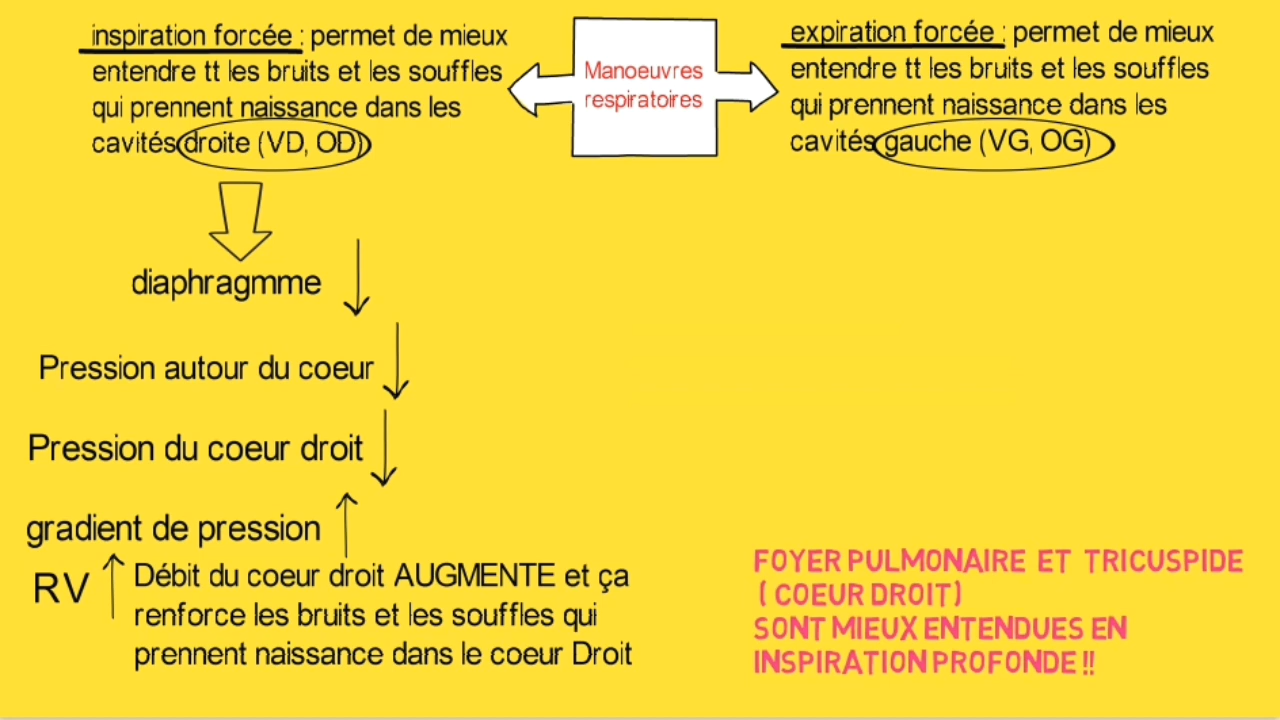 inspiration forcée : permet de mieux
entendre tt les bruits et les souffles
qui prennent naissance dans les
cavités droite (VD, OD)
Manoeuvres
respiratoires
expiration forcée : permet de mieux
entendre tt les bruits et les souffles
qui prennent naissance dans les
cavités gauche (VG, OG)
diaphragmme
Pression autour du coeur
Pression du coeur droit
gradient de pression
RV
Débit du coeur droit AUGMENTE et ça
renforce les bruits et les souffles qui
prennent naissance dans le coeur Droit
FOYER PULMONAIRE ET TRICUSPIDE
( COEUR DROIT)
SONT MIEUX ENTENDUES EN
INSPIRATION PROFONDE !!